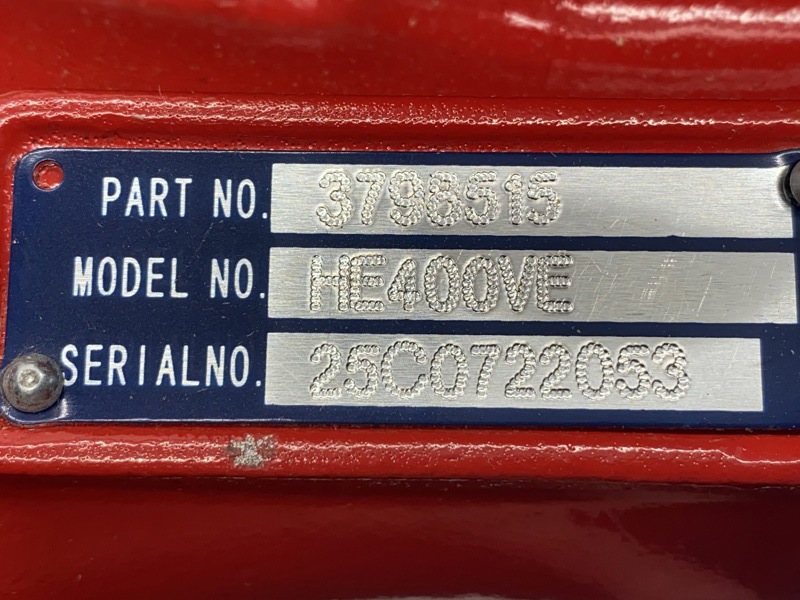 PART NO. 3798515
MODEL NO. HE400VE
SERIALNO. 25C0722053